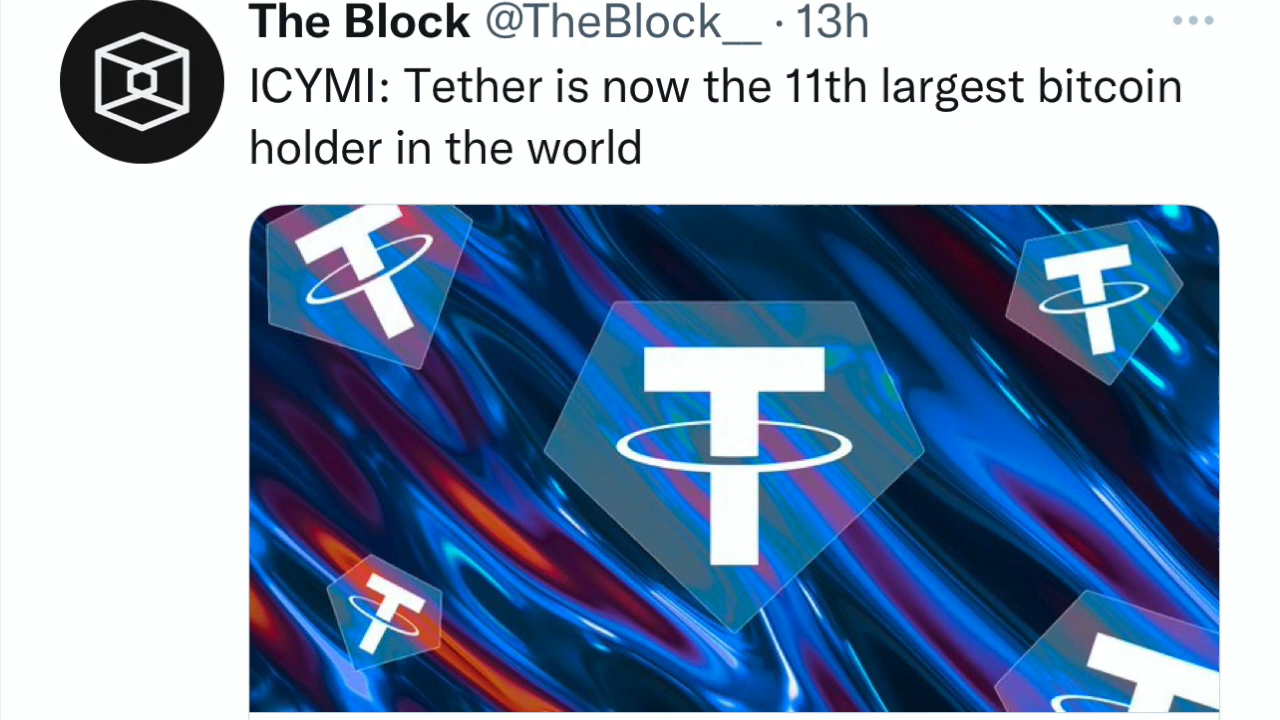 The Block @TheBlock__ · 13h
ICYMI: Tether is now the 11th largest bitcoin
holder in the world